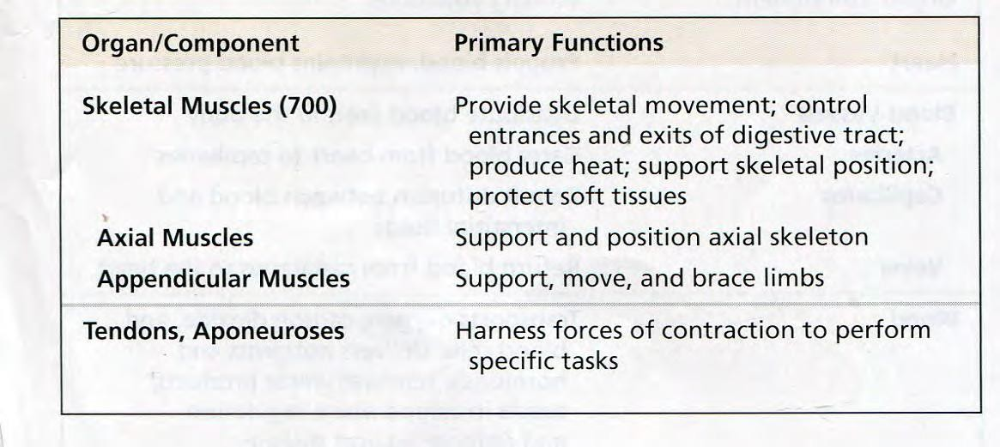 Organ/Component Primary Functions
Skeletal Muscles (700) Provide skeletal movement; control
entrances and exits of digestive tract;
produce heat; support skeletal position;
protect soft tissues
Axial Muscles Support and position axial skeleton
Appendicular Muscles Support, move, and brace limbs
Tendons, Aponeuroses Harness forces of contraction to perform
specific tasks